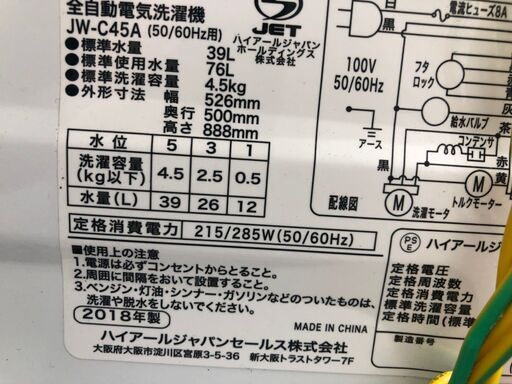 全自動電気洗濯機
JW-C45A (50/60Hz用)
●標準水量 39L
●標準使用水量 76L
●標準洗濯容量 4.5kg
●外形寸法 幅 526mm
奥行 500mm
高さ 888mm
JET
ハイアールジャパン
ホールディングス
株式会社
水位 5 3 1
洗濯容量
(kg以下) 4.5 2.5 0.5
水量(L) 39 26 12
定格消費電力 215/285W(50/60Hz)
■使用上の注意
1.電源は必ずコンセントからとること。
2.周囲に間隔をおいて設置すること。
3.ベンジン・灯油・シンナー・ガソリンなどのついたものは、
洗濯や脱水をしないでください。
2018年製
MADE IN CHINA
ハイアールジャパンセールス株式会社
大阪府大阪市淀川区宮原3-5-36 新大阪トラストタワー7F
黒
電流ヒューズ8A
100V
50/60Hz
フタ
ロック
赤
青
灰
給水バルブ
茶
アース
コンデンサ
黒
赤
黄
M
M
配線図
洗濯モータ
トルクモーター
PS
E
ハイアールジャ
定格電圧
定格周波数
定格消費電力
標準洗濯
定格時間(標準
製造番号